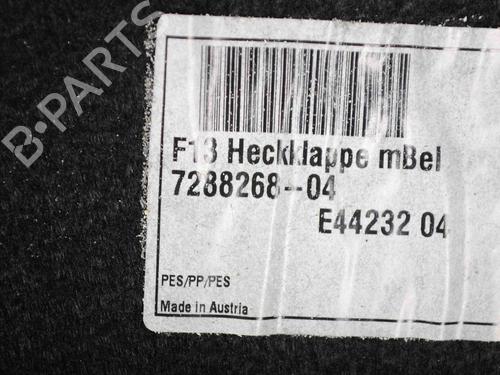 B-PARTS
F13 Heckklappe mBel
7288268--04
E44232 04
PES/PP/PES
Made in Austria